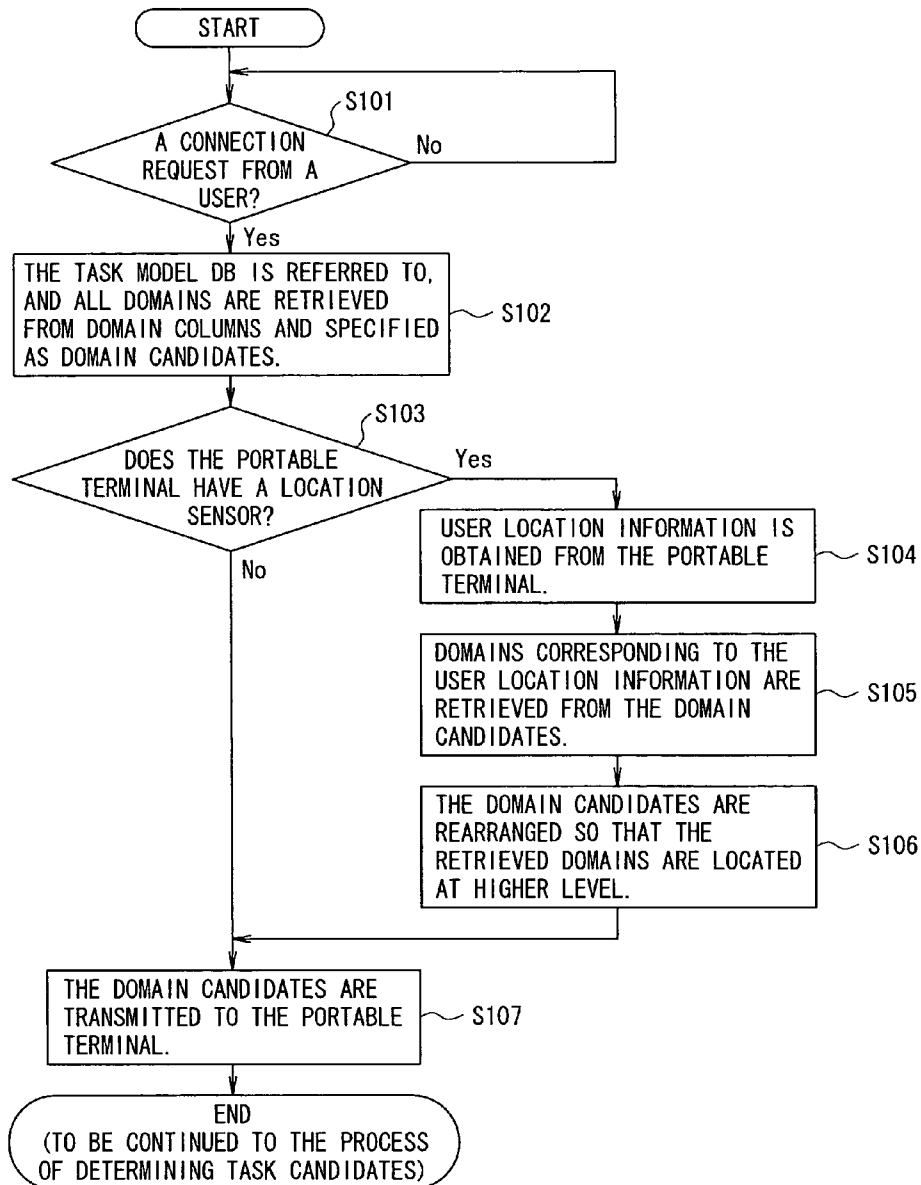 START
S101
A CONNECTION
REQUEST FROM A
USER?
No
Yes
THE TASK MODEL DB IS REFERRED TO,
AND ALL DOMAINS ARE RETRIEVED
FROM DOMAIN COLUMNS AND SPECIFIED
AS DOMAIN CANDIDATES.
S102
S103
DOES THE PORTABLE
TERMINAL HAVE A LOCATION
SENSOR?
Yes
No
USER LOCATION INFORMATION IS
OBTAINED FROM THE PORTABLE
TERMINAL.
S104
DOMAINS CORRESPONDING TO THE
USER LOCATION INFORMATION ARE
RETRIEVED FROM THE DOMAIN
CANDIDATES.
S105
THE DOMAIN CANDIDATES ARE
REARRANGED SO THAT THE
RETRIEVED DOMAINS ARE LOCATED
AT HIGHER LEVEL.
S106
THE DOMAIN CANDIDATES ARE
TRANSMITTED TO THE PORTABLE
TERMINAL.
S107
END
(TO BE CONTINUED TO THE PROCESS
OF DETERMINING TASK CANDIDATES)